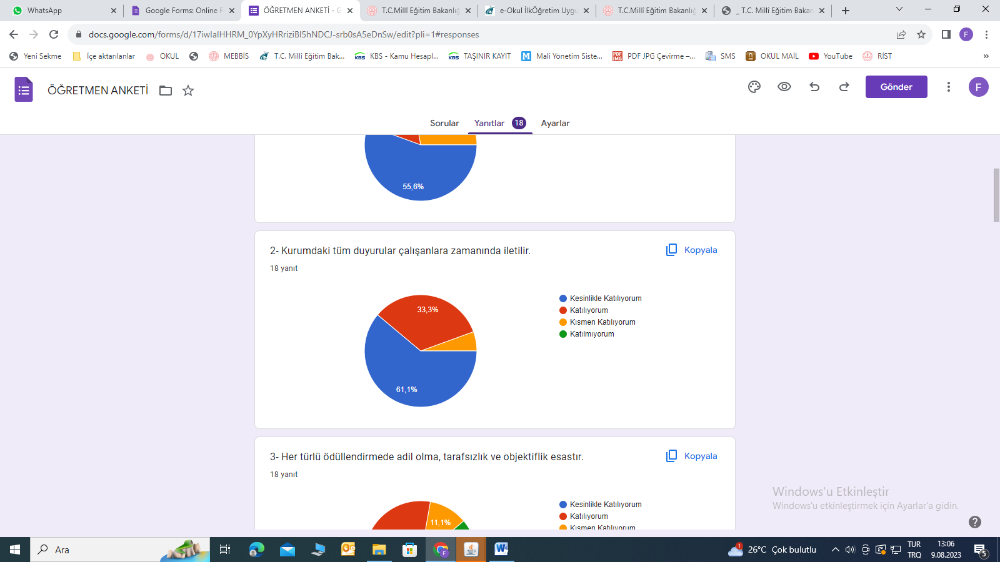 WhatsApp
Google Forms: Online F
ÖĞRETMEN ANKETİ - G
T.C.Millî Eğitim Bakanlığ
e-Okul İlkÖğretim Uygu
T.C.Millî Eğitim Bakanlığ
_ T.C. Millî Eğitim Bakan
docs.google.com/forms/d/17iwlalHHRM_0YpXyHRriziBI5hNDCJ-srb0sA5eDnSw/edit?pli=1#responses
F
Yeni Sekme
İçe aktarılanlar
OKUL
MEBBİS
T.C. Millî Eğitim Bak...
KBS - Kamu Hesapl...
TAŞINIR KAYIT
Mali Yönetim Siste...
PDF JPG Çevirme –...
SMS
OKUL MAİL
YouTube
RİST
»
ÖĞRETMEN ANKETİ
Gönder
F
Sorular
Yanıtlar 18
Ayarlar
55,6%
2- Kurumdaki tüm duyurular çalışanlara zamanında iletilir.
Kopyala
18 yanıt
33,3%
61,1%
Kesinlikle Katılıyorum
Katılıyorum
Kısmen Katılıyorum
Katılmıyorum
3- Her türlü ödüllendirmede adil olma, tarafsızlık ve objektiflik esastır.
Kopyala
18 yanıt
11,1%
Kesinlikle Katılıyorum
Katılıyorum
Kısmen Katılıyorum
Windows'u Etkinleştir
Windows'u etkinleştirmek için Ayarlar'a gidin.
Ara
1
26°C Çok bulutlu
TUR
TRQ
13:06
9.08.2023
5